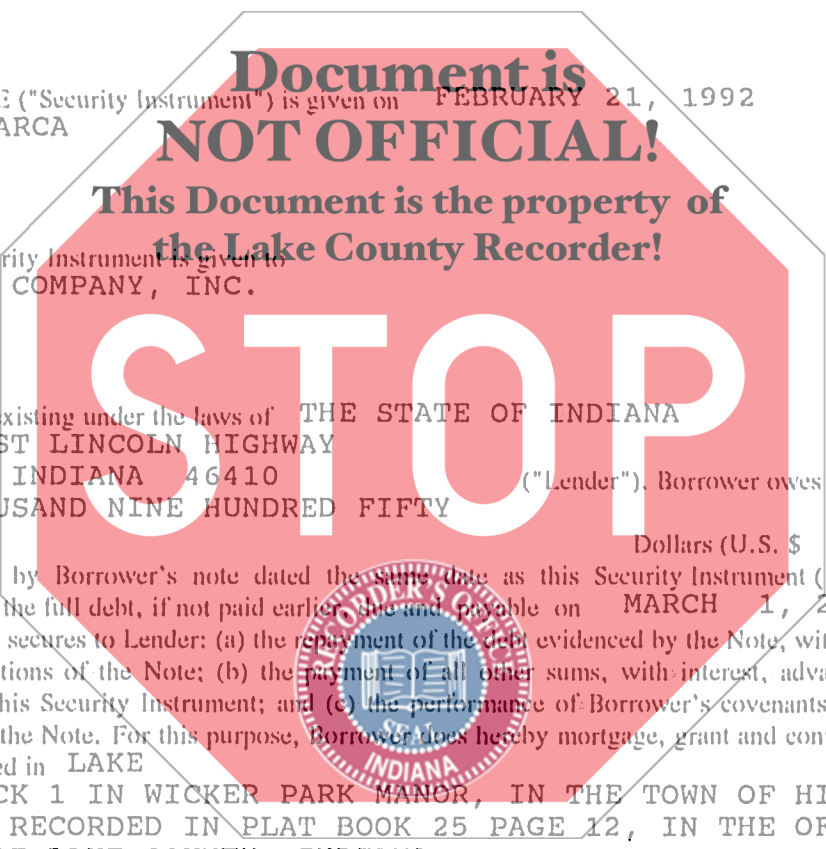 Document is
E ("Security Instrument") is given on FEBRUARY 21, 1992
ARCA
NOT OFFICIAL!
This Document is the property of
the Lake County Recorder!
rity Instrument is given to
COMPANY, INC.
STOP
existing under the laws of THE STATE OF INDIANA
ST LINCOLN HIGHWAY
INDIANA 46410 ("Lender"). Borrower owes
USAND NINE HUNDRED FIFTY
Dollars (U.S. $
by Borrower's note dated the same date as this Security Instrument (
the full debt, if not paid earlier, due and payable on MARCH 1, 2
secures to Lender: (a) the repayment of the debt evidenced by the Note, wit
tions of the Note; (b) the payment of all other sums, with interest, adva
his Security Instrument; and (c) the performance of Borrower's covenants
the Note. For this purpose, Borrower does hereby mortgage, grant and con
ed in LAKE
RECORDER'S OFFICE
SEAL
INDIANA
CK 1 IN WICKER PARK MANOR, IN THE TOWN OF HI
RECORDED IN PLAT BOOK 25 PAGE 12, IN THE OF